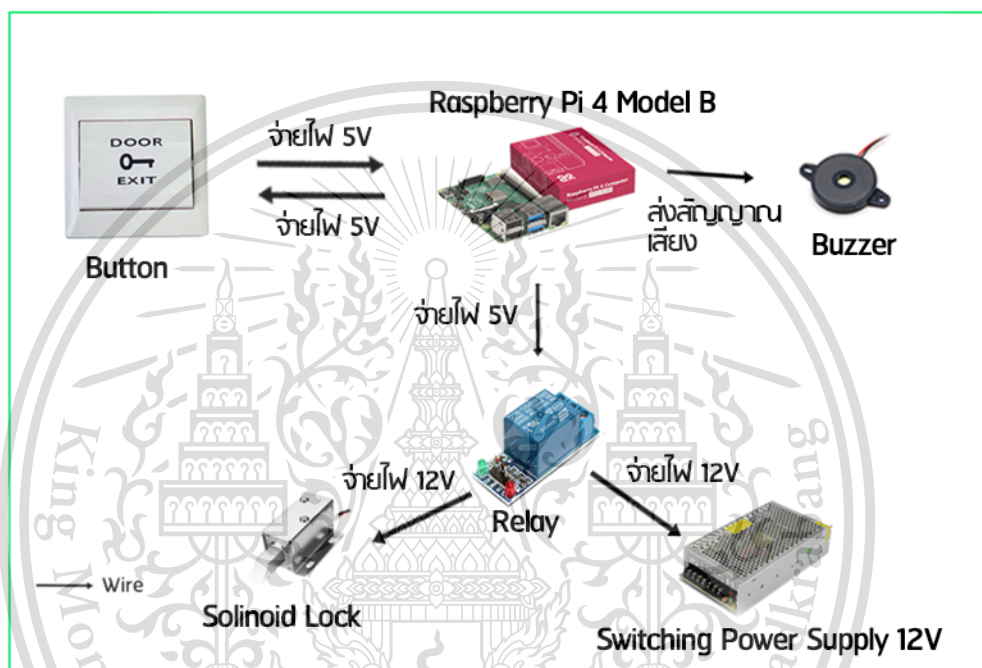 Raspberry Pi 4 Model B
DOOR
EXIT
จ่ายไฟ 5V
จ่ายไฟ 5V
Button
ส่งสัญญาณ
เสียง
Buzzer
จ่ายไฟ 5V
จ่ายไฟ 12V
จ่ายไฟ 12V
Relay
Wire
Solinoid Lock
Switching Power Supply 12V
King